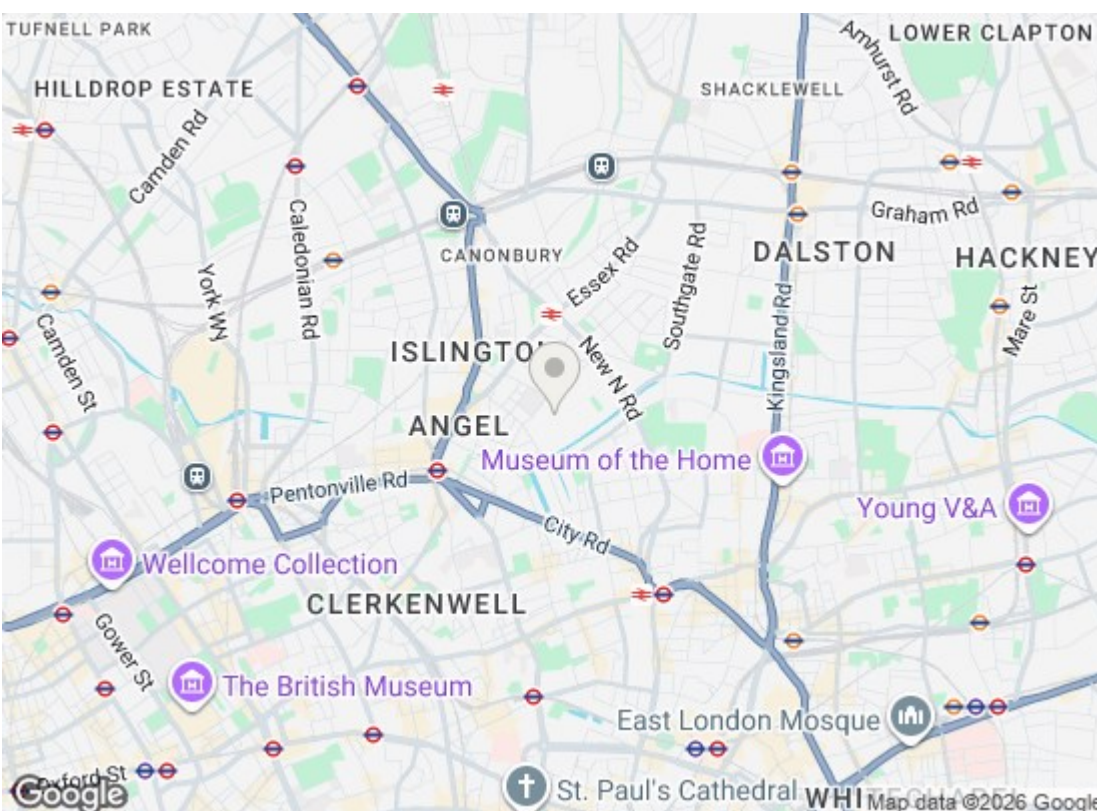 TUFNELL PARK
LOWER CLAPTON
Amhurst Rd
HILLDROP ESTATE
SHACKLEWELL
Camden Rd
Graham Rd
Caledonian Rd
CANONBURY
Essex Rd
Southgate Rd
DALSTON
HACKNEY
York Wy
Kingsland Rd
Mare St
Camden St
ISLINGTO
New N Rd
ANGEL
Museum of the Home
Pentonville Rd
Young V&A
City Rd
Wellcome Collection
CLERKENWELL
Gower St
The British Museum
East London Mosque
Oxford St
St. Paul's Cathedral
Google
Map data ©2026 Google